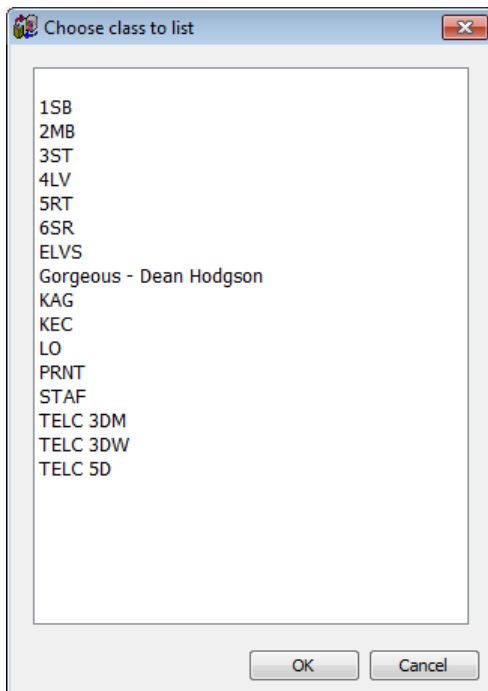 Choose class to list
1SB
2MB
3ST
4LV
5RT
6SR
ELVS
Gorgeous - Dean Hodgson
KAG
KEC
LO
PRNT
STAF
TELC 3DM
TELC 3DW
TELC 5D
OK Cancel